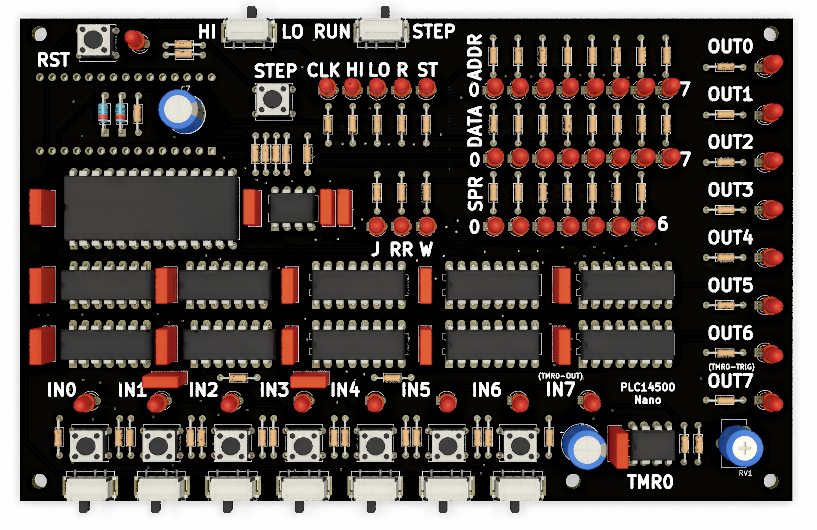 HI LO RUN STEP
RST
STEP CLK HI LO R ST
ADDR
0 7
DATA
0 7
SPR
0 6
J RR W
OUT0
OUT1
OUT2
OUT3
OUT4
OUT5
OUT6
(TMR0-TRIG)
OUT7
(TMR0-OUT)
IN0 IN1 IN2 IN3 IN4 IN5 IN6 IN7
PLC14500
Nano
TMR0
RV1